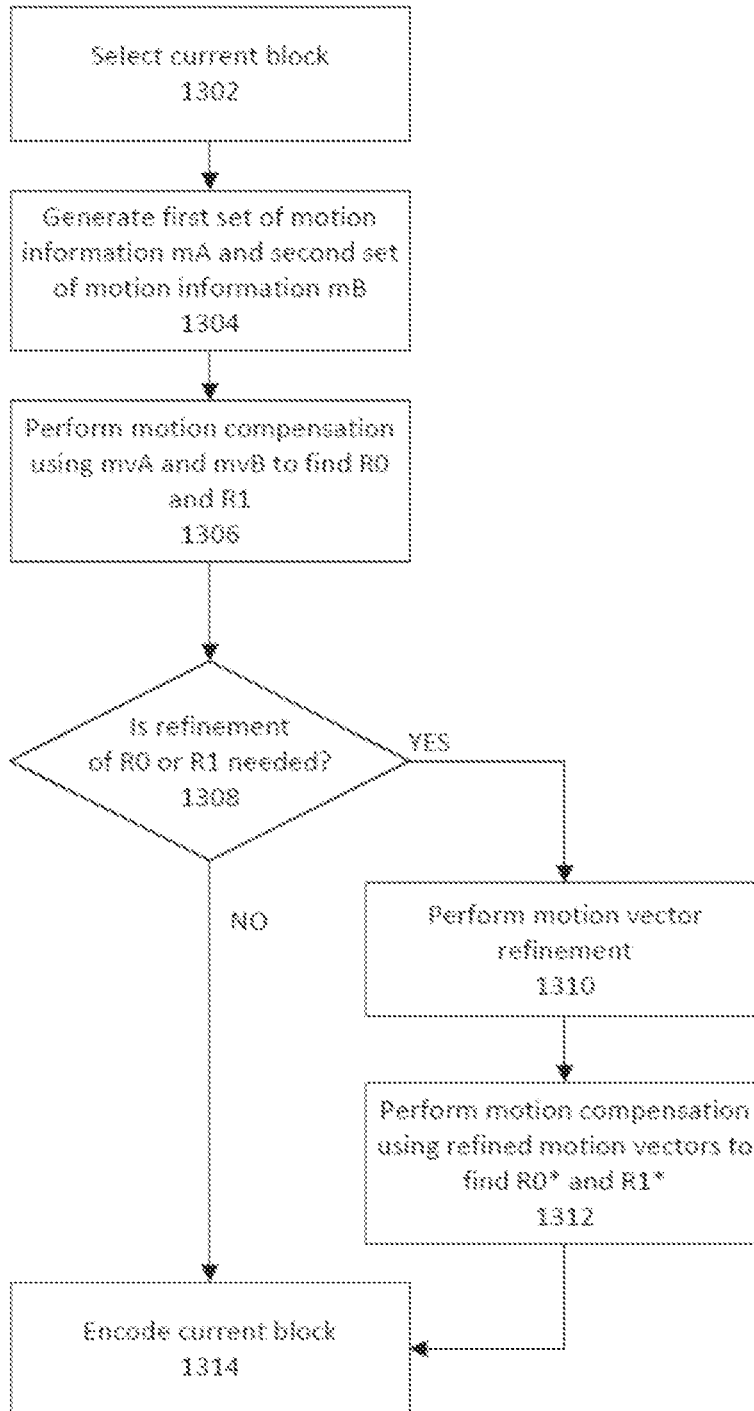 Select current block
1302
Generate first set of motion
information mA and second set
of motion information mB
1304
Perform motion compensation
using mvA and mvB to find R0
and R1
1306
Is refinement
of R0 or R1 needed?
1308
YES
NO
Perform motion vector
refinement
1310
Perform motion compensation
using refined motion vectors to
find R0* and R1*
1312
Encode current block
1314